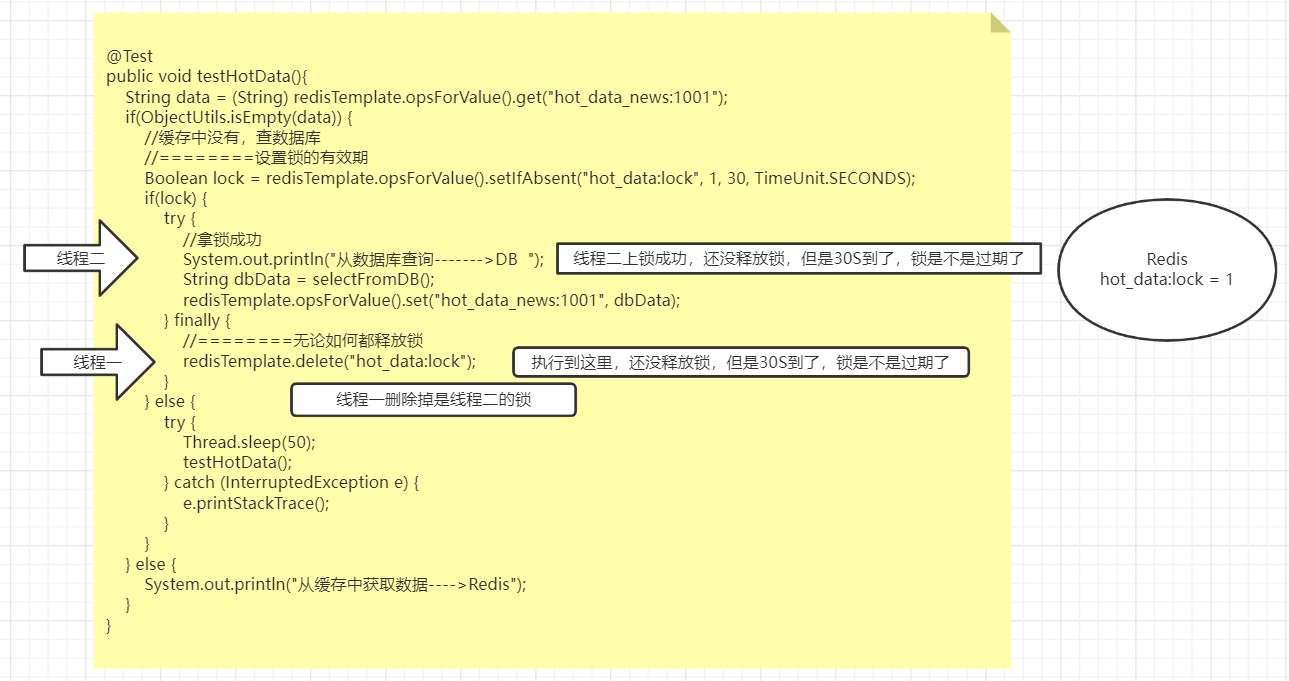 @Test
public void testHotData(){
String data = (String) redisTemplate.opsForValue().get("hot_data_news:1001");
if(ObjectUtils.isEmpty(data)) {
//缓存中没有，查数据库
//========设置锁的有效期
Boolean lock = redisTemplate.opsForValue().setIfAbsent("hot_data:lock", 1, 30, TimeUnit.SECONDS);
if(lock) {
try {
//拿锁成功
线程二
System.out.println("从数据库查询------->DB ");
线程二上锁成功，还没释放锁，但是30S到了，锁是不是过期了
Redis
hot_data:lock = 1
String dbData = selectFromDB();
redisTemplate.opsForValue().set("hot_data_news:1001", dbData);
} finally {
//========无论如何都释放锁
线程一
redisTemplate.delete("hot_data:lock");
执行到这里，还没释放锁，但是30S到了，锁是不是过期了
}
线程一删除掉是线程二的锁
} else {
try {
Thread.sleep(50);
testHotData();
} catch (InterruptedException e) {
e.printStackTrace();
}
}
} else {
System.out.println("从缓存中获取数据---->Redis");
}
}